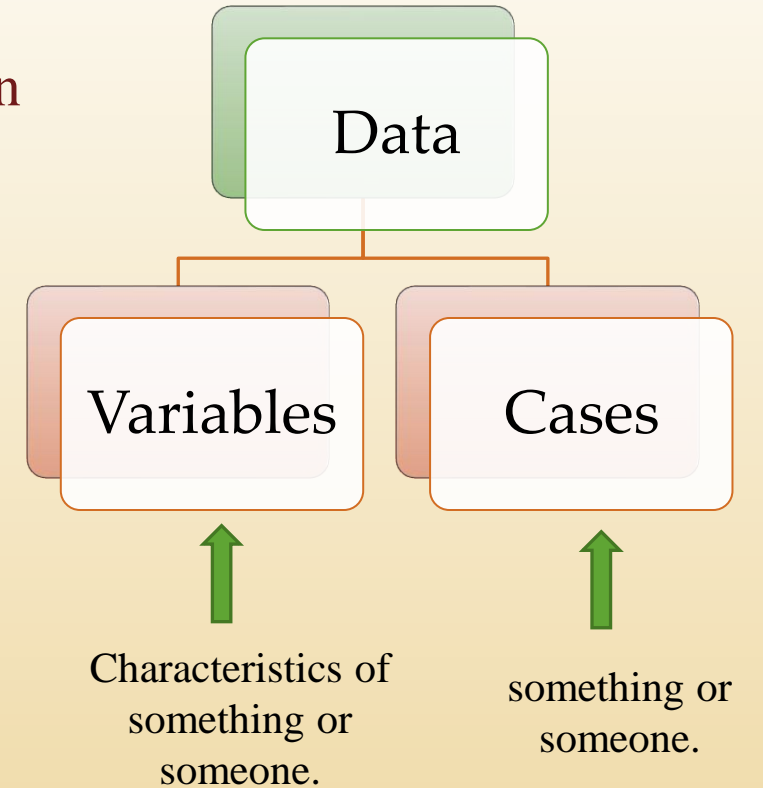 n
Data
Variables
Cases
Characteristics of
something or
someone.
something or
someone.